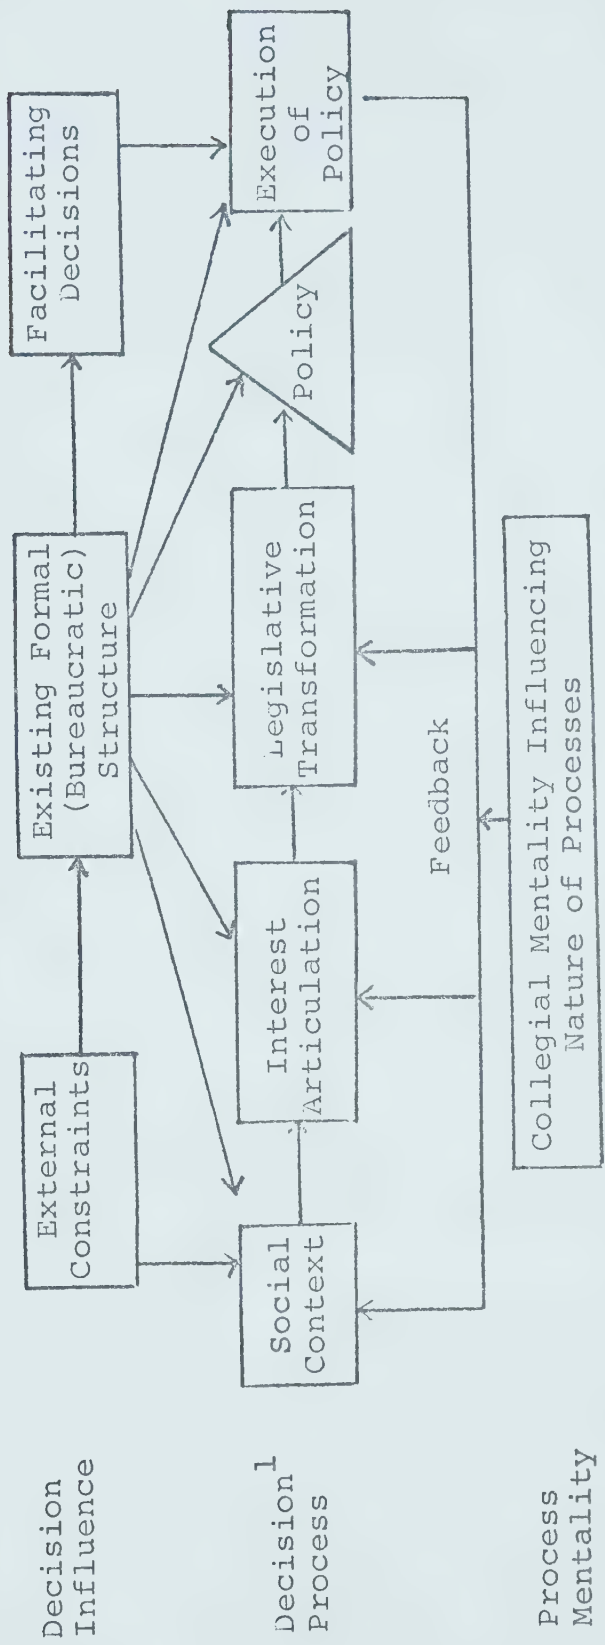 Decision
Influence
External
Constraints
Existing Formal
(Bureaucratic)
Structure
Facilitating
Decisions
Decision1
Process
Social
Context
Interest
Articulation
Legislative
Transformation
Policy
Execution
of
Policy
Feedback
Process
Mentality
Collegial Mentality Influencing
Nature of Processes